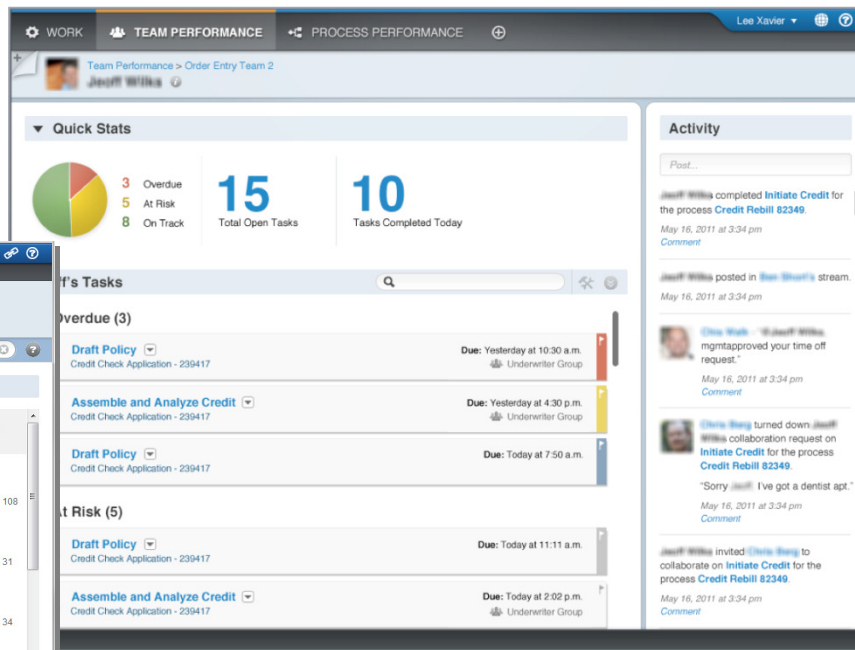 WORK TEAM PERFORMANCE PROCESS PERFORMANCE
Lee Xavier
Team Performance > Order Entry Team 2
Quick Stats
3 Overdue
5 At Risk
8 On Track
15
Total Open Tasks
10
Tasks Completed Today
ff's Tasks
Overdue (3)
Draft Policy
Credit Check Application - 239417
Due: Yesterday at 10:30 a.m.
Underwriter Group
Assemble and Analyze Credit
Credit Check Application - 239417
Due: Yesterday at 4:30 p.m.
Underwriter Group
Draft Policy
Credit Check Application - 239417
Due: Today at 7:50 a.m.
At Risk (5)
Draft Policy
Credit Check Application - 239417
Due: Today at 11:11 a.m.
Assemble and Analyze Credit
Credit Check Application - 239417
Due: Today at 2:02 p.m.
Underwriter Group
108
31
34
Activity
Post...
completed Initiate Credit for
the process Credit Rebill 82349.
May 16, 2011 at 3:34 pm
Comment
posted in stream.
May 16, 2011 at 3:34 pm
mgmtapproved your time off
request."
May 16, 2011 at 3:34 pm
Comment
turned down
collaboration request on
Initiate Credit for the process
Credit Rebill 82349.
"Sorry I've got a dentist apt."
May 16, 2011 at 3:34 pm
Comment
invited to
collaborate on Initiate Credit for the
process Credit Rebill 82349.
May 16, 2011 at 3:34 pm
Comment